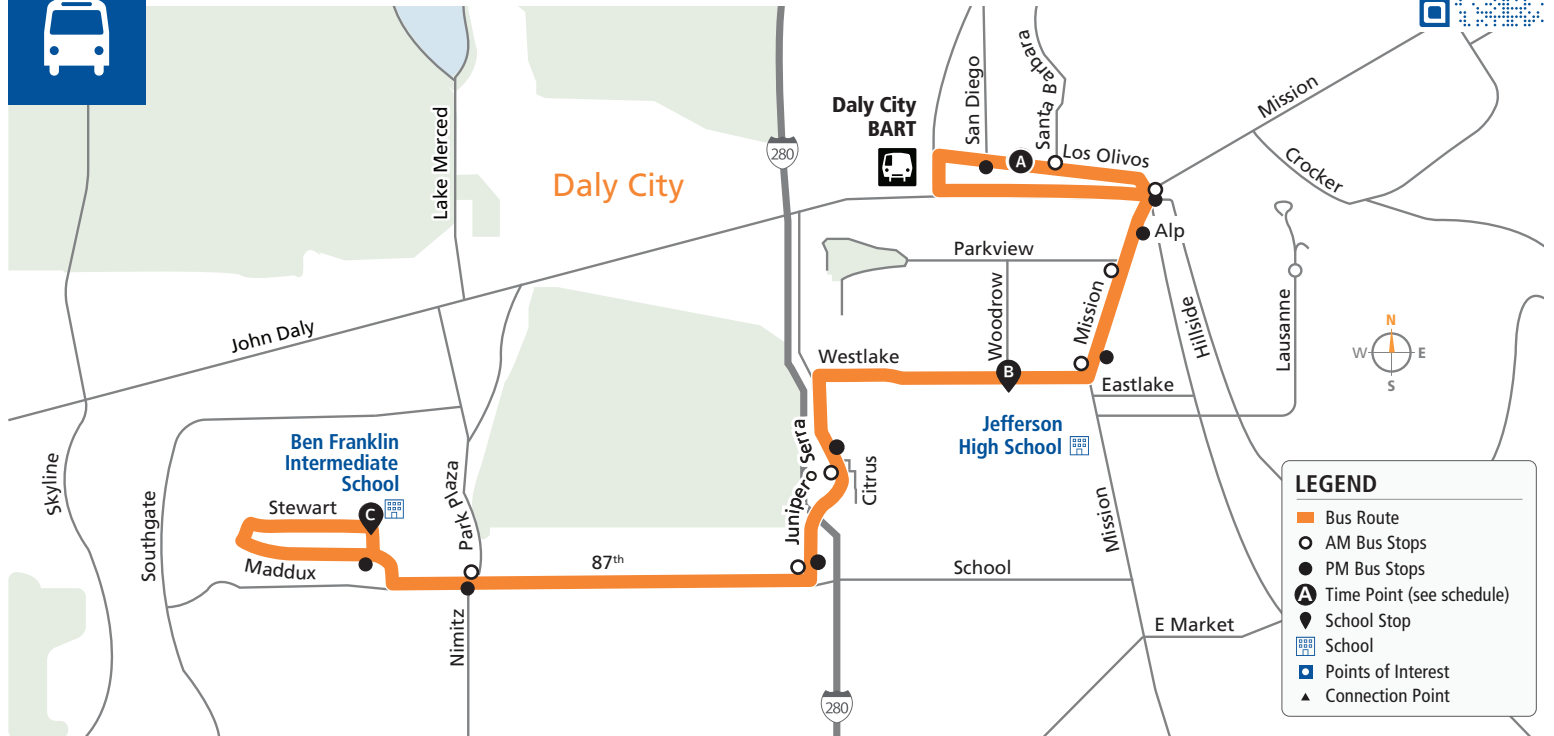 Daly City
BART
San Diego
Santa Barbara
Mission
A
Los Olivos
Crocker
280
Lake Merced
Daly City
Alp
Parkview
Woodrow
Mission
Hillside
Lausanne
N
W
E
S
John Daly
Westlake
B
Eastlake
Jefferson
High School
Ben Franklin
Intermediate
School
Skyline
Southgate
Stewart
C
Park Plaza
Junipero Serra
Citrus
Mission
Maddux
87th
School
Nimitz
E Market
280
LEGEND
Bus Route
AM Bus Stops
PM Bus Stops
A Time Point (see schedule)
School Stop
School
Points of Interest
Connection Point